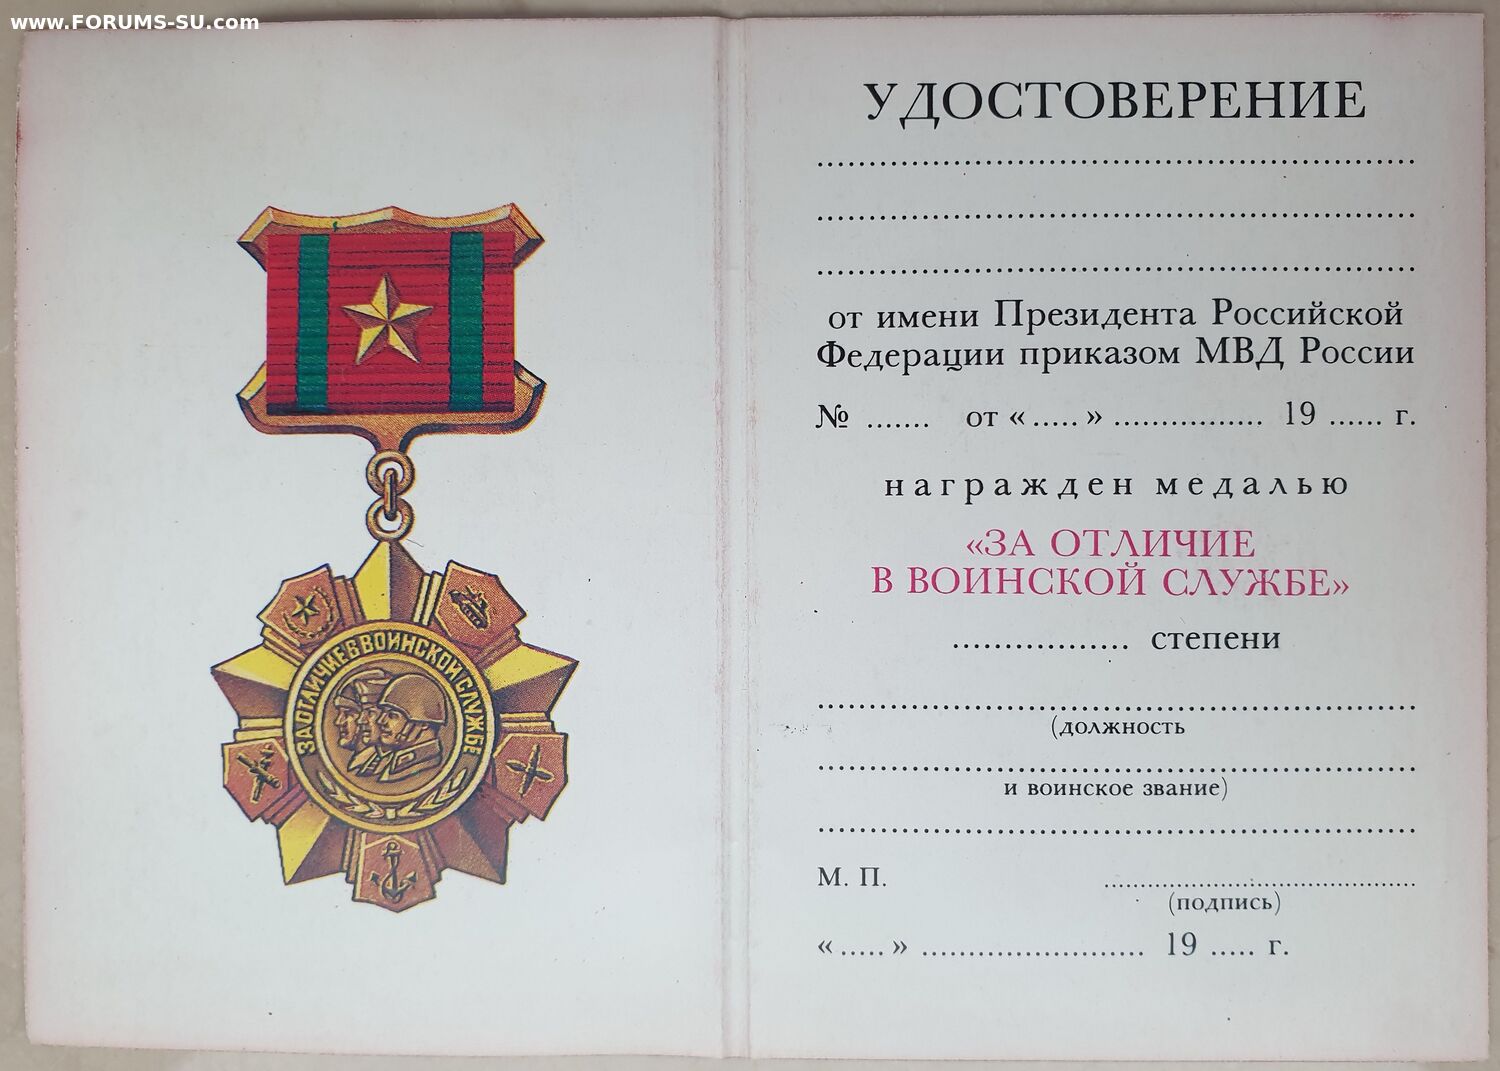 www.FORUMS-SU.com
ЗА ОТЛИЧИЕ В ВОИНСКОЙ СЛУЖБЕ
УДОСТОВЕРЕНИЕ
от имени Президента Российской
Федерации приказом МВД России
№ ....... от «.....» ................ 19 ...... г.
награжден медалью
«ЗА ОТЛИЧИЕ
В ВОИНСКОЙ СЛУЖБЕ»
................. степени
(должность
и воинское звание)
М. П.
(подпись)
«.....» ....................... 19 ..... г.